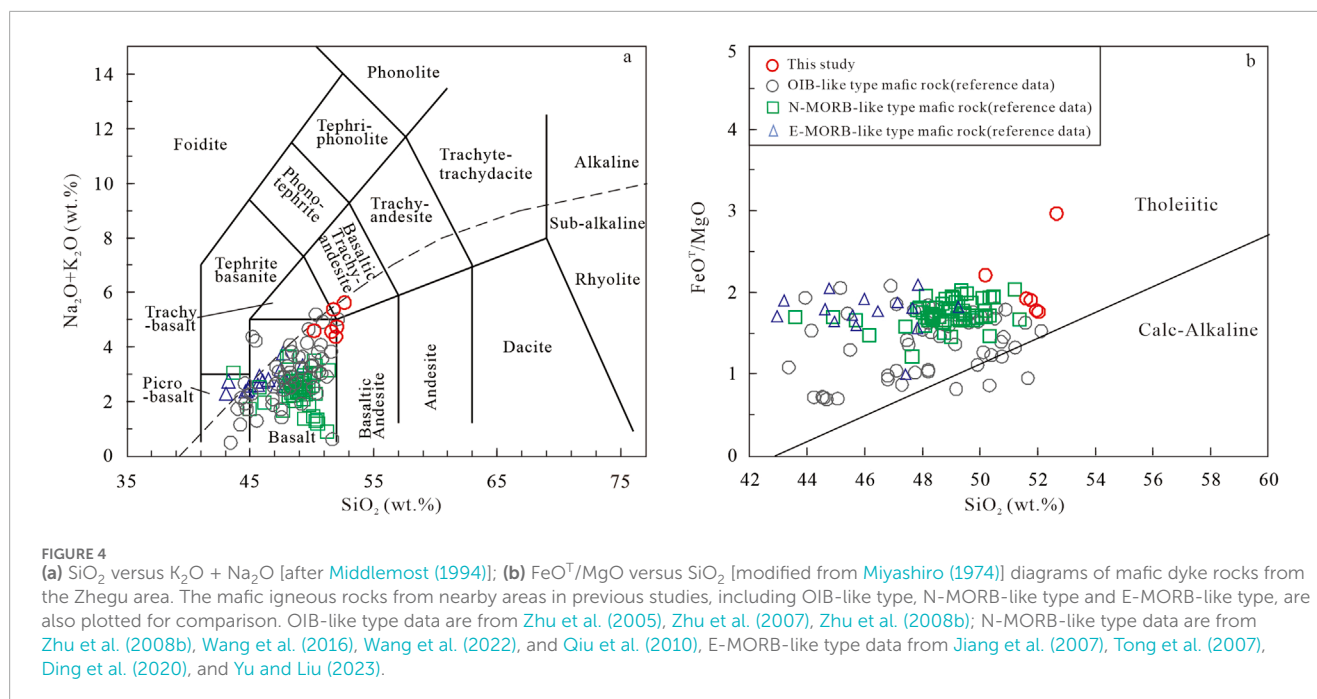 a
14
12
10
8
6
4
2
0
Na₂O+K₂O (wt.%)
Phonolite
Foidite
Tephri-
phonolite
Trachyte-
trachydacite
Alkaline
Phono-
tephrite
Trachy-
andesite
Sub-alkaline
Basaltic
Trachy-
andesite
Tephrite
basanite
Rhyolite
Trachy
-basalt
Dacite
Picro
-basalt
Basalt
Basaltic
Andesite
Andesite
35 45 55 65 75
SiO₂ (wt.%)
b
5
4
3
2
1
0
FeOᵀ/MgO
This study
OIB-like type mafic rock(reference data)
N-MORB-like type mafic rock(reference data)
E-MORB-like type mafic rock(reference data)
Tholeiitic
Calc-Alkaline
42 44 46 48 50 52 54 56 58 60
SiO₂ (wt.%)
FIGURE 4
(a) SiO₂ versus K₂O + Na₂O [after Middlemost (1994)]; (b) FeOᵀ/MgO versus SiO₂ [modified from Miyashiro (1974)] diagrams of mafic dyke rocks from
the Zhegu area. The mafic igneous rocks from nearby areas in previous studies, including OIB-like type, N-MORB-like type and E-MORB-like type, are
also plotted for comparison. OIB-like type data are from Zhu et al. (2005), Zhu et al. (2007), Zhu et al. (2008b); N-MORB-like type data are from
Zhu et al. (2008b), Wang et al. (2016), Wang et al. (2022), and Qiu et al. (2010), E-MORB-like type data from Jiang et al. (2007), Tong et al. (2007),
Ding et al. (2020), and Yu and Liu (2023).